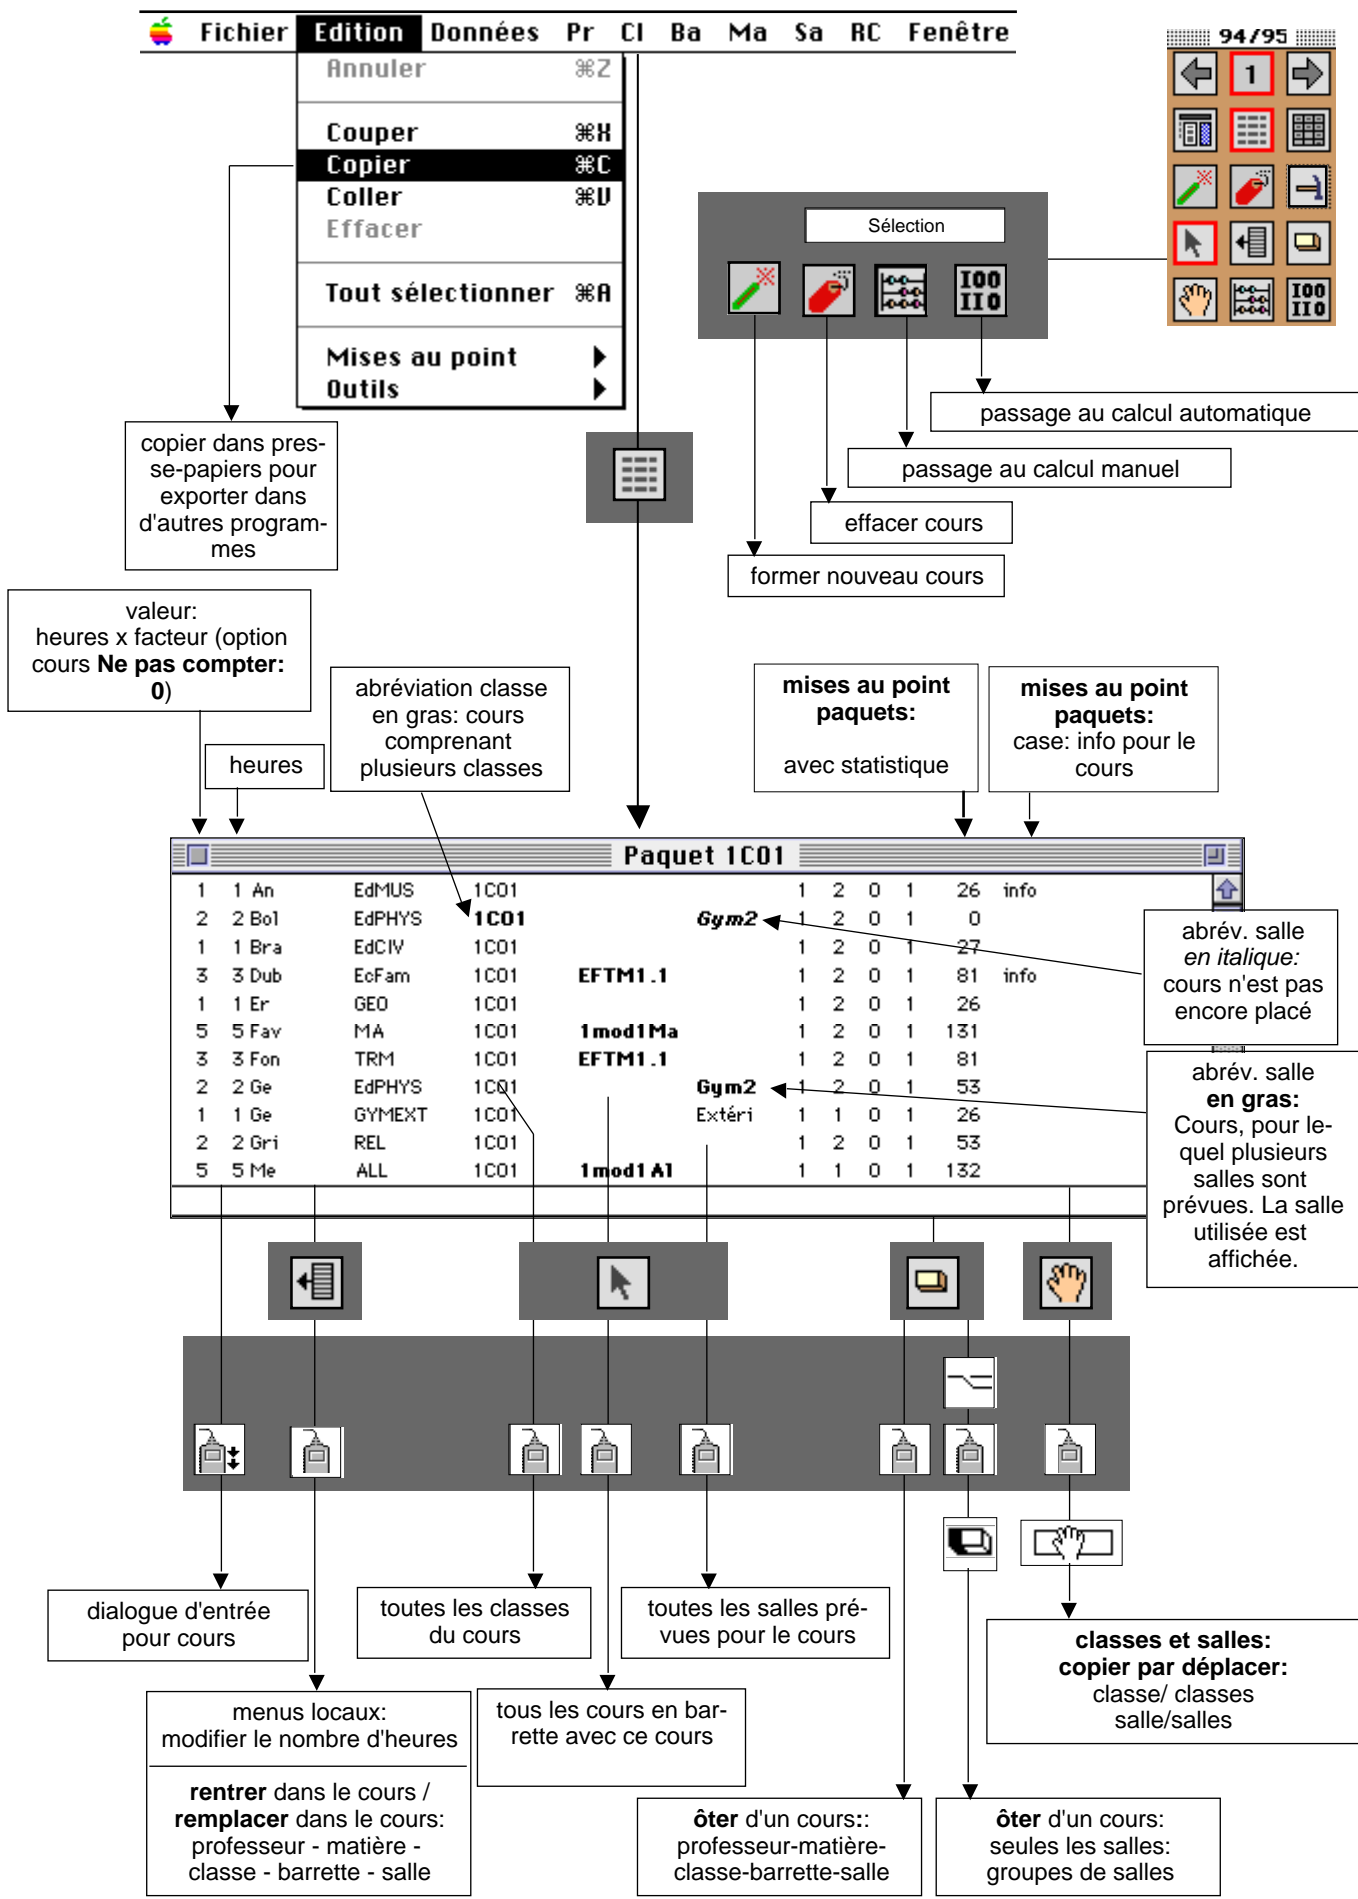 Fichier Edition Données Pr Cl Ba Ma Sa RC Fenêtre
94/95
1
Annuler ⌘Z
Couper ⌘X
Copier ⌘C
Coller ⌘V
Effacer
Tout sélectionner ⌘A
Mises au point
Outils
Sélection
IOO
IIO
IOO
IIO
passage au calcul automatique
passage au calcul manuel
effacer cours
former nouveau cours
copier dans pres-
se-papiers pour
exporter dans
d'autres program-
mes
valeur:
heures x facteur (option
cours Ne pas compter:
0)
heures
abréviation classe
en gras: cours
comprenant
plusieurs classes
mises au point
paquets:
avec statistique
mises au point
paquets:
case: info pour le
cours
Paquet 1CO1
1 1 An EdMUS 1CO1 1 2 0 1 26 info
2 2 Bol EdPHYS 1CO1 Gym2 1 2 0 1 0
1 1 Bra EdCIV 1CO1 1 2 0 1 27
3 3 Dub EcFam 1CO1 EFTM1.1 1 2 0 1 81 info
1 1 Er GEO 1CO1 1 2 0 1 26
5 5 Fav MA 1CO1 1mod1Ma 1 2 0 1 131
3 3 Fon TRM 1CO1 EFTM1.1 1 2 0 1 81
2 2 Ge EdPHYS 1CO1 Gym2 1 2 0 1 53
1 1 Ge GYMEXT 1CO1 Extéri 1 1 0 1 26
2 2 Gri REL 1CO1 1 2 0 1 53
5 5 Me ALL 1CO1 1mod1Al 1 1 0 1 132
abrév. salle
en italique:
cours n'est pas
encore placé
abrév. salle
en gras:
Cours, pour le-
quel plusieurs
salles sont
prévues. La salle
utilisée est
affichée.
dialogue d'entrée
pour cours
toutes les classes
du cours
toutes les salles pré-
vues pour le cours
classes et salles:
copier par déplacer:
classe/ classes
salle/salles
menus locaux:
modifier le nombre d'heures
rentrer dans le cours /
remplacer dans le cours:
professeur - matière -
classe - barrette - salle
tous les cours en bar-
rette avec ce cours
ôter d'un cours::
professeur-matière-
classe-barrette-salle
ôter d'un cours:
seules les salles:
groupes de salles